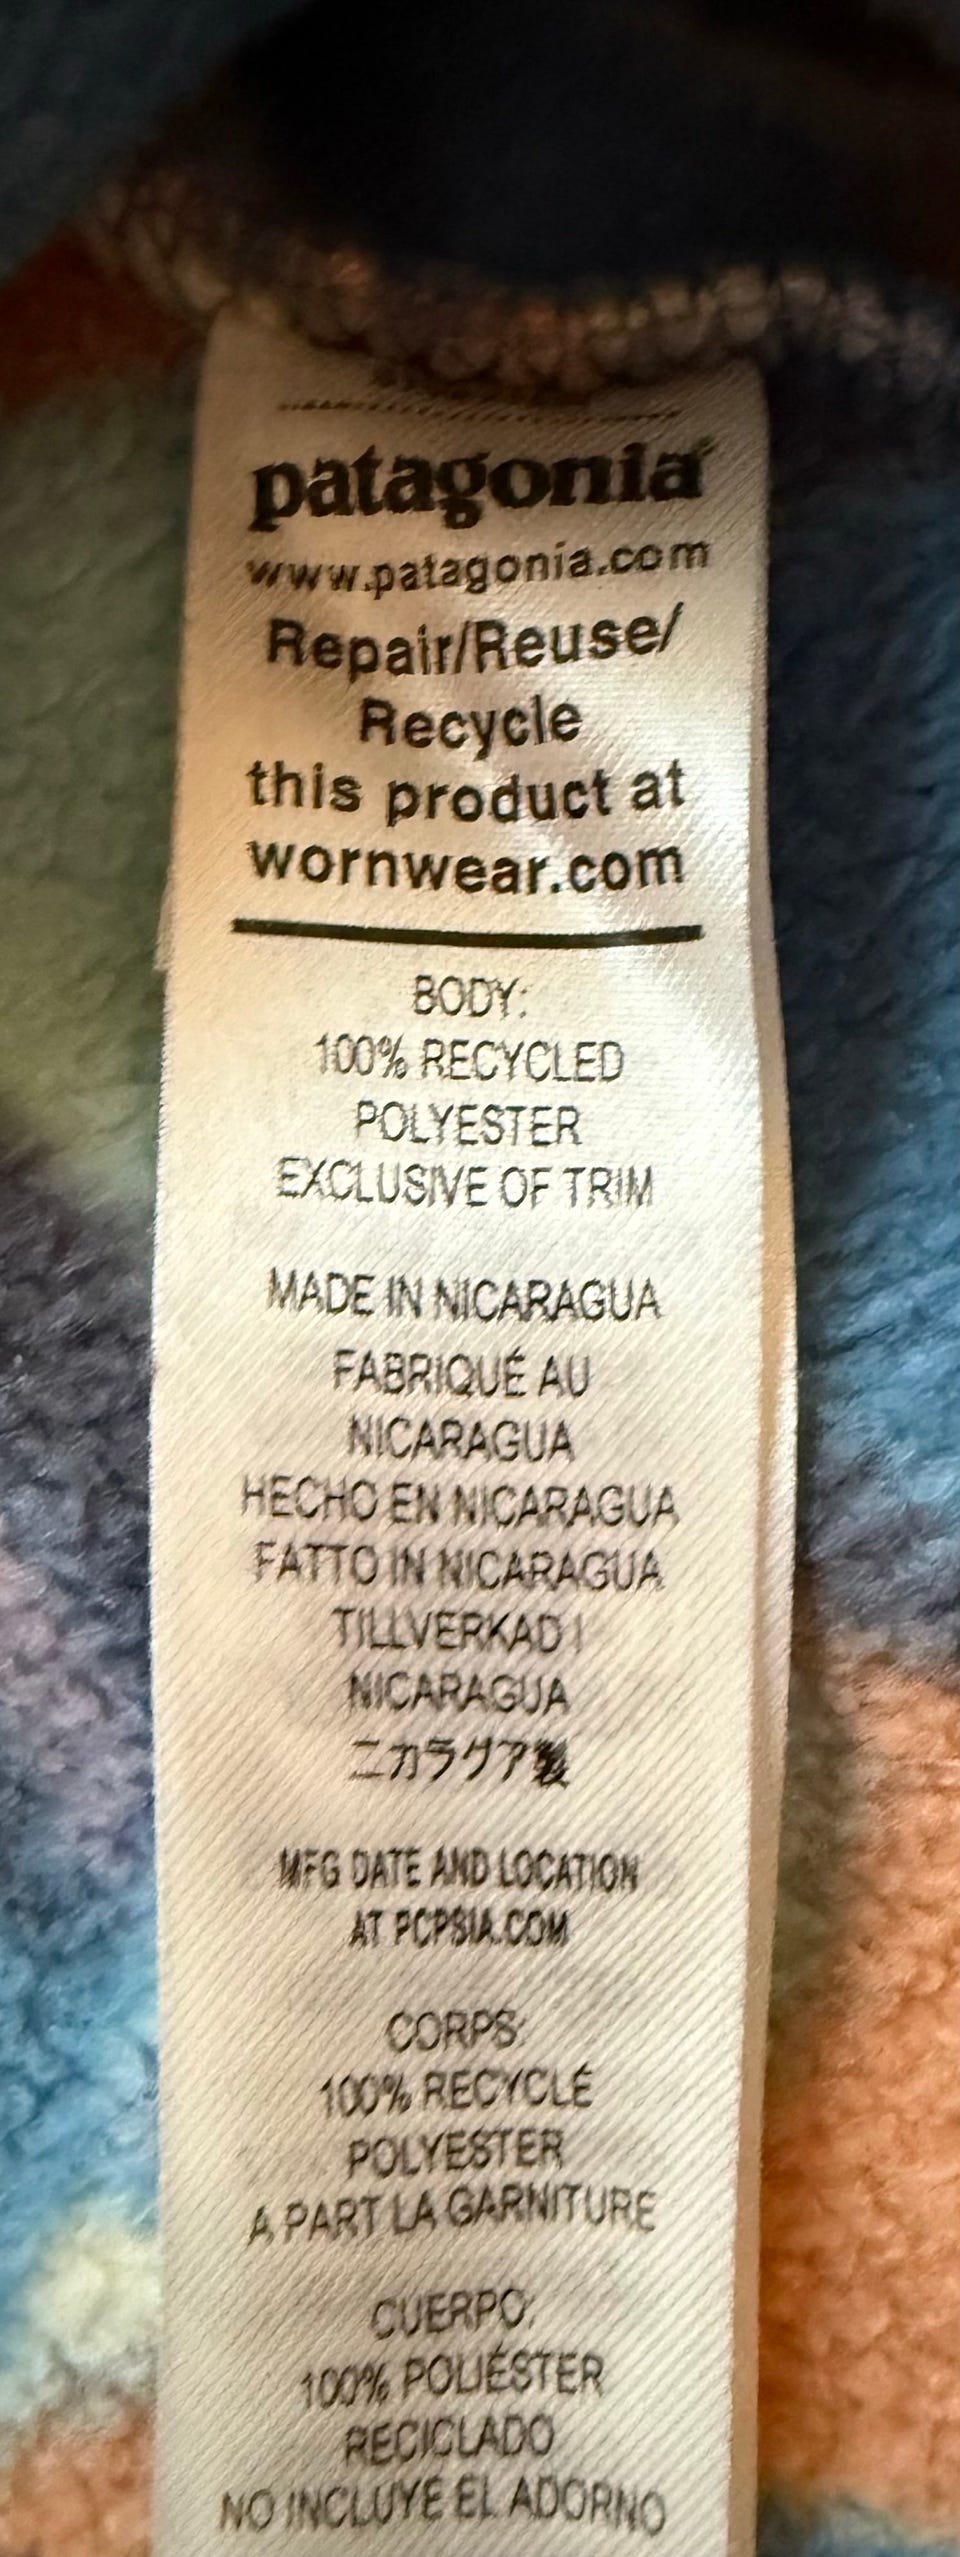 patagonia
www.patagonia.com
Repair/Reuse/
Recycle
this product at
wornwear.com
BODY:
100% RECYCLED
POLYESTER
EXCLUSIVE OF TRIM
MADE IN NICARAGUA
FABRIQUÉ AU
NICARAGUA
HECHO EN NICARAGUA
FATTO IN NICARAGUA
TILLVERKAD I
NICARAGUA
ニカラグア製
MFG DATE AND LOCATION
AT PCPSIA.COM
CORPS:
100% RECYCLÉ
POLYESTER
A PART LA GARNITURE
CUERPO:
100% POLIÉSTER
RECICLADO
NO INCLUYE EL ADORNO